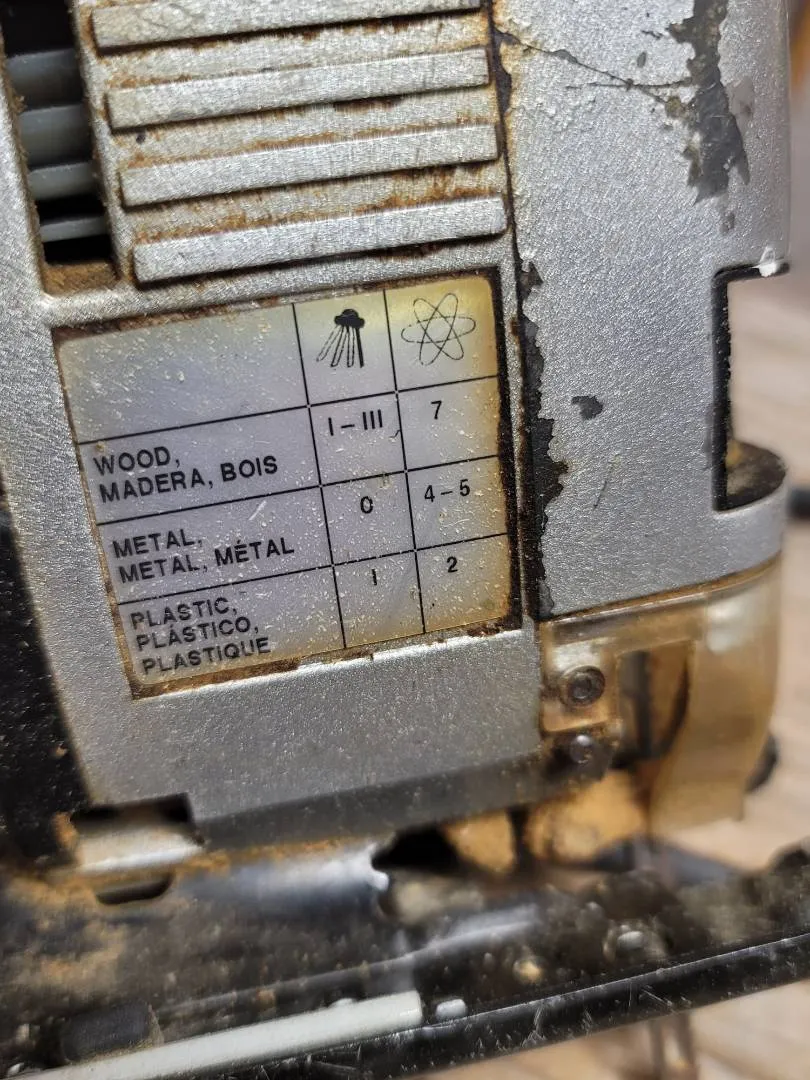 I–III 7
WOOD,
MADERA, BOIS
0 4–5
METAL,
METAL, MÉTAL
I 2
PLASTIC,
PLÁSTICO,
PLASTIQUE